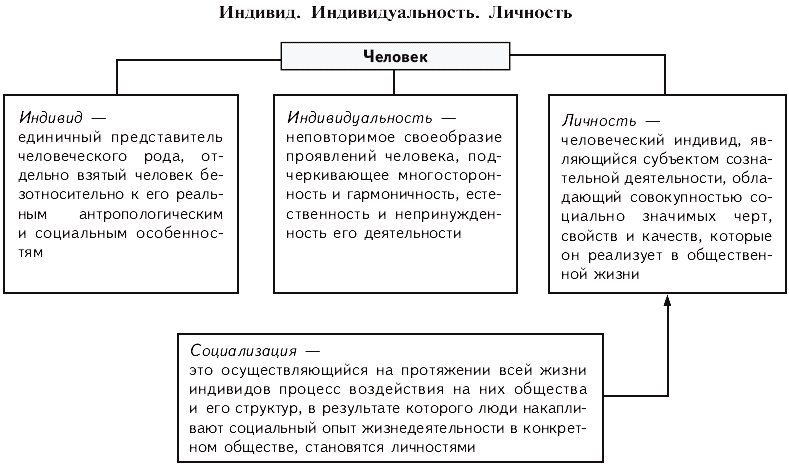 Индивид. Индивидуальность. Личность
Человек
Индивид —
единичный представитель
человеческого рода, от-
дельно взятый человек бе-
зотносительно к его реаль-
ным антропологическим
и социальным особеннос-
тям
Индивидуальность —
неповторимое своеобразие
проявлений человека, под-
черкивающее многосторон-
ность и гармоничность, есте-
ственность и непринужден-
ность его деятельности
Личность —
человеческий индивид, яв-
ляющийся субъектом созна-
тельной деятельности, обла-
дающий совокупностью со-
циально значимых черт,
свойств и качеств, которые
он реализует в обществен-
ной жизни
Социализация —
это осуществляющийся на протяжении всей жизни
индивидов процесс воздействия на них общества
и его структур, в результате которого люди накапли-
вают социальный опыт жизнедеятельности в конкрет-
ном обществе, становятся личностями